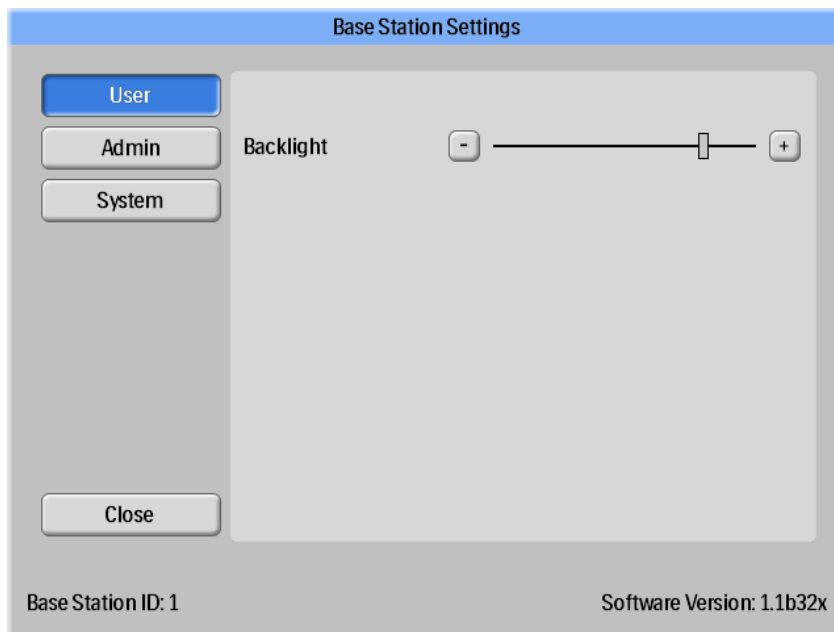 Base Station Settings
User
Admin
System
Backlight
-
+
Close
Base Station ID: 1
Software Version: 1.1b32x